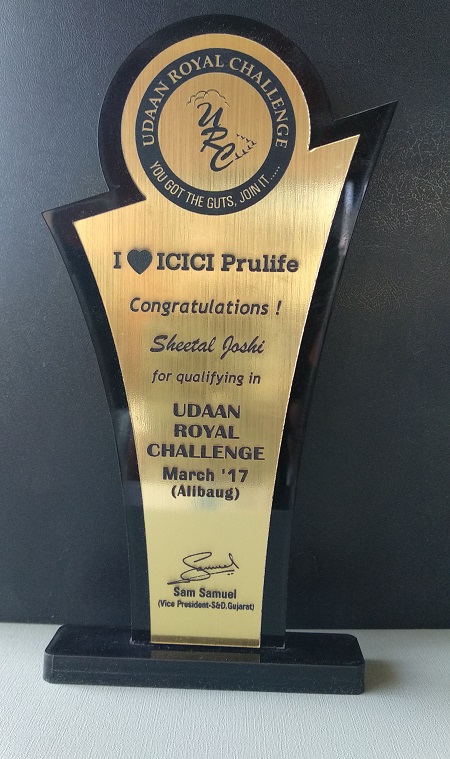 UDAAN ROYAL CHALLENGE
URC
YOU GOT THE GUTS, JOIN IT.....
I ♥ ICICI Prulife
Congratulations !
Sheetal Joshi
for qualifying in
UDAAN
ROYAL
CHALLENGE
March '17
(Alibaug)
Samuel
Sam Samuel
(Vice President-S&D,Gujarat)